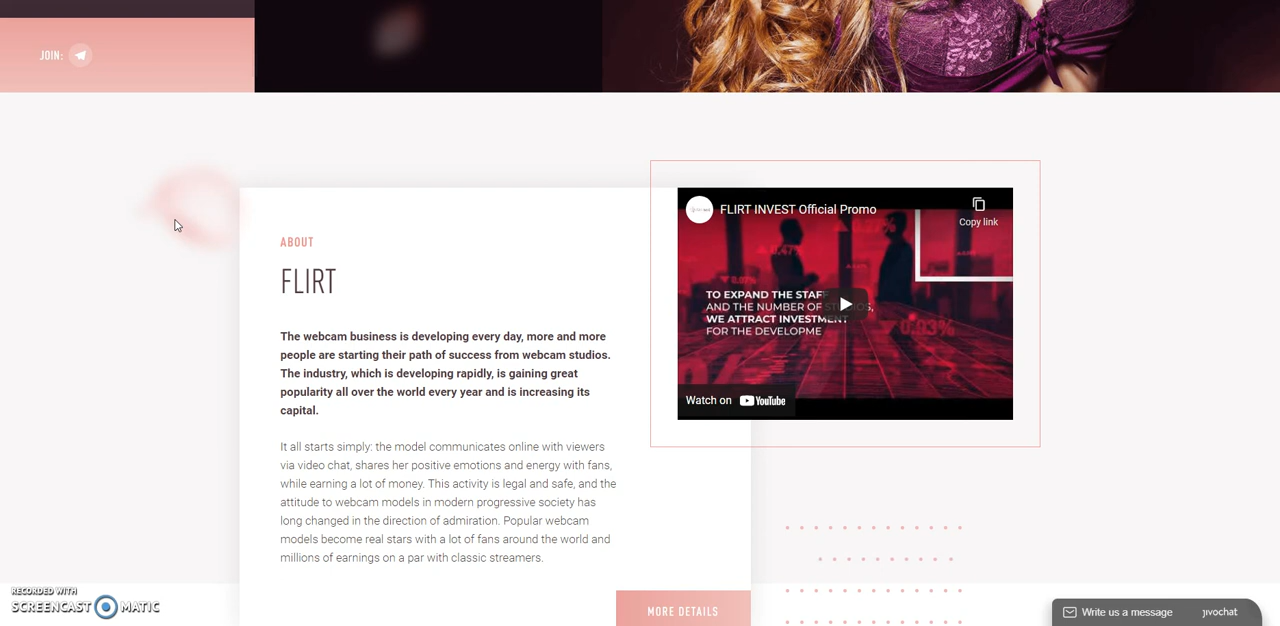 JOIN:
ABOUT
FLIRT
The webcam business is developing every day, more and more
people are starting their path of success from webcam studios.
The industry, which is developing rapidly, is gaining great
popularity all over the world every year and is increasing its
capital.
It all starts simply: the model communicates online with viewers
via video chat, shares her positive emotions and energy with fans,
while earning a lot of money. This activity is legal and safe, and the
attitude to webcam models in modern progressive society has
long changed in the direction of admiration. Popular webcam
models become real stars with a lot of fans around the world and
millions of earnings on a par with classic streamers.
MORE DETAILS
FLIRT INVEST Official Promo
Copy link
0.27%
0.47%
TO EXPAND THE STAFF
AND THE NUMBER OF STUDIOS,
WE ATTRACT INVESTMENT
FOR THE DEVELOPME
0.03%
Watch on YouTube
RECORDED WITH
SCREENCAST MATIC
Write us a message
jivochat